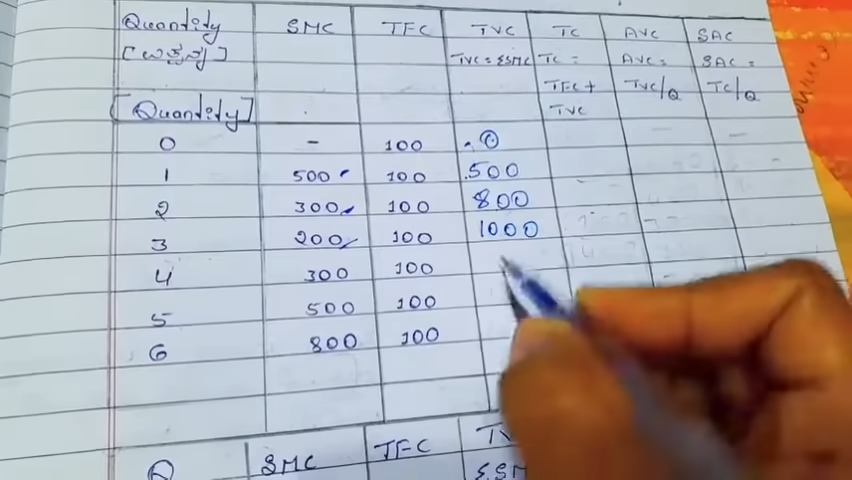 Quantity SMC TFC TVC TC AVC SAC
TVC = ΣSMC TC = AVC = SAC =
TFC + TVC/Q TC/Q
[Quantity] TVC
0 - 100 0
1 500 100 500
2 300 100 800
3 200 100 1000
4 300 100
5 500 100
6 800 100
Q SMC TFC